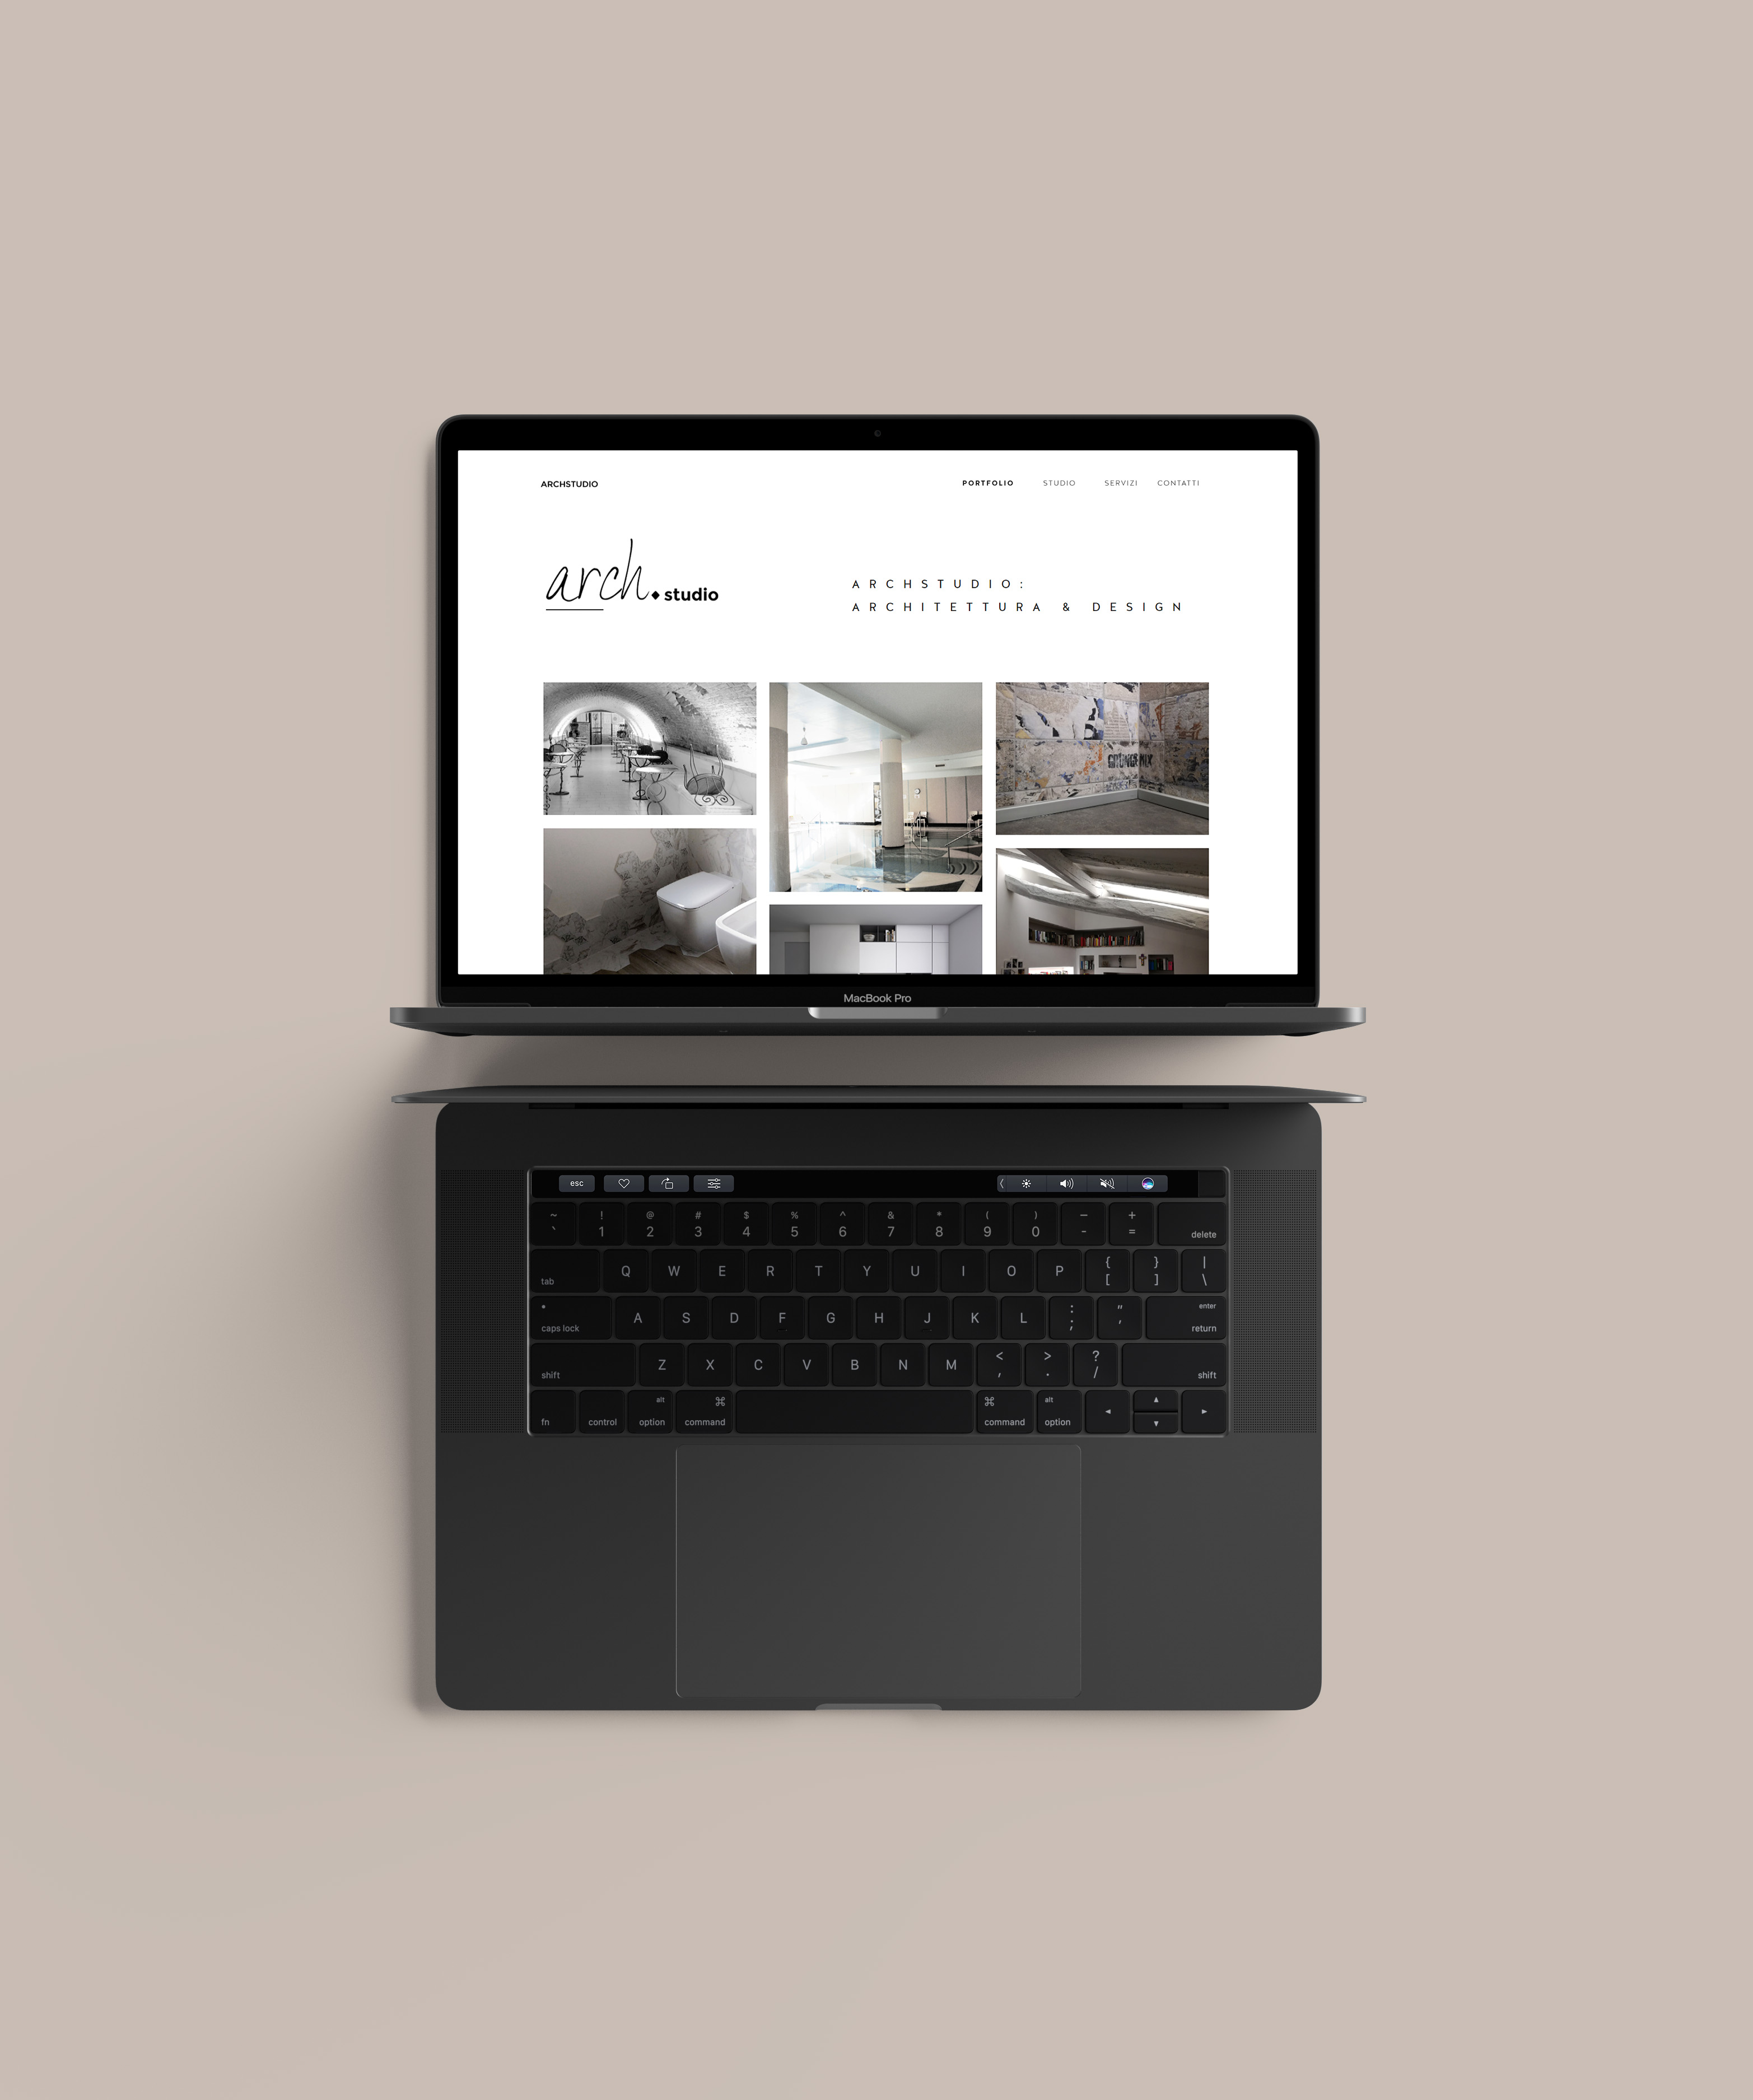 ARCHSTUDIO
PORTFOLIO STUDIO SERVIZI CONTATTI
arch studio
ARCHSTUDIO:
ARCHITETTURA & DESIGN
GRUNGE MIX
MacBook Pro
esc
~ ! @ # $ % ^ & * ( ) — +
` 1 2 3 4 5 6 7 8 9 0 - = delete
tab Q W E R T Y U I O P { [ } ] | \
caps lock A S D F G H J K L : ; " ' enter return
shift Z X C V B N M < , > . ? / shift
fn control alt option ⌘ command ⌘ command alt option